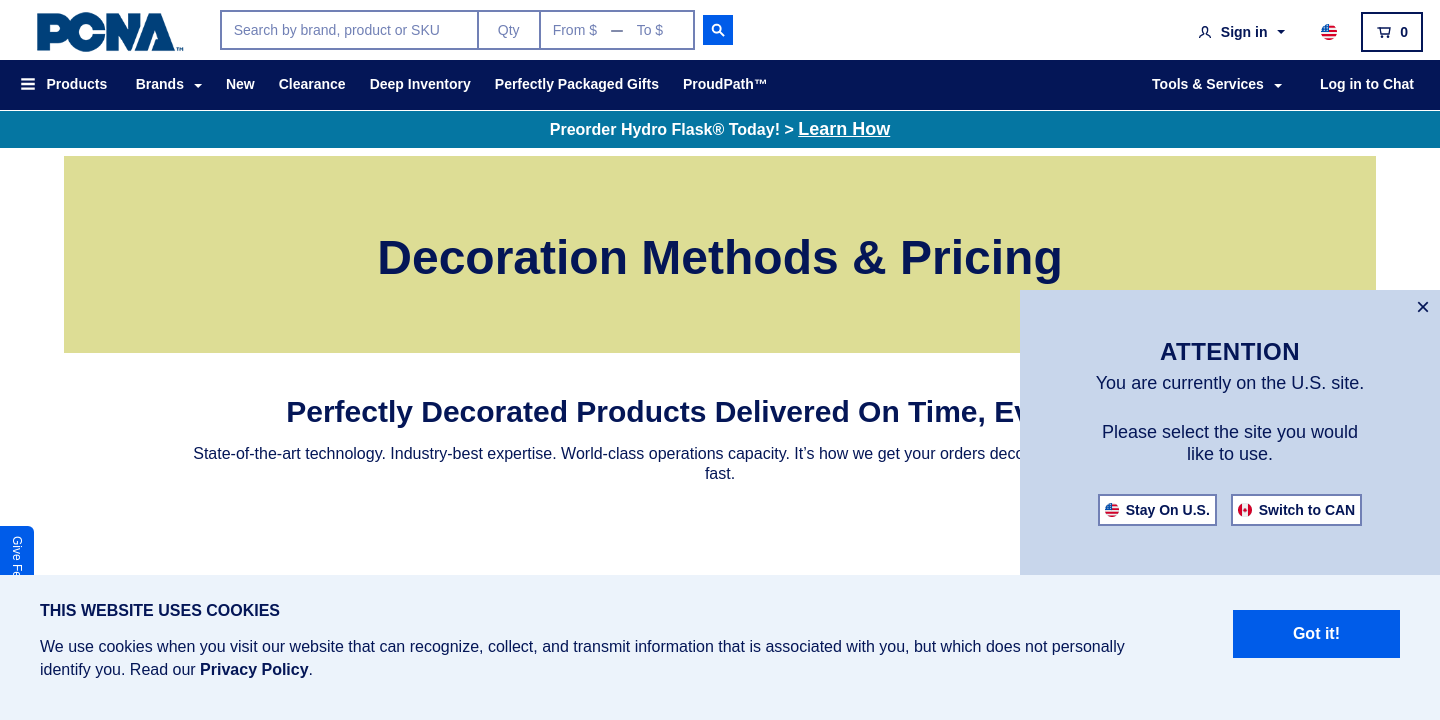 PCNA™
Search by brand, product or SKU
Qty
From $ — To $
Sign in
0
Products
Brands
New
Clearance
Deep Inventory
Perfectly Packaged Gifts
ProudPath™
Tools & Services
Log in to Chat
Preorder Hydro Flask® Today! > Learn How
Decoration Methods & Pricing
×
ATTENTION
You are currently on the U.S. site.
Please select the site you would
like to use.
Stay On U.S.
Switch to CAN
Perfectly Decorated Products Delivered On Time,
State-of-the-art technology. Industry-best expertise. World-class operations capacity. It’s how we get your orders
fast.
Give
THIS WEBSITE USES COOKIES
We use cookies when you visit our website that can recognize, collect, and transmit information that is associated with you, but which does not personally
identify you. Read our Privacy Policy.
Got it!